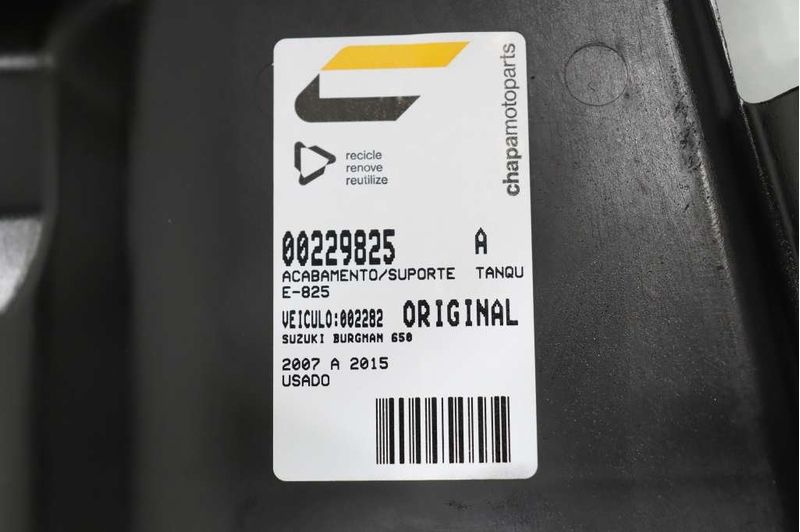 chapamotoparts
recicle
renove
reutilize
00229825 A
ACABAMENTO/SUPORTE TANQU
E-825
VEICULO:002282 ORIGINAL
SUZUKI BURGMAN 650
2007 A 2015
USADO